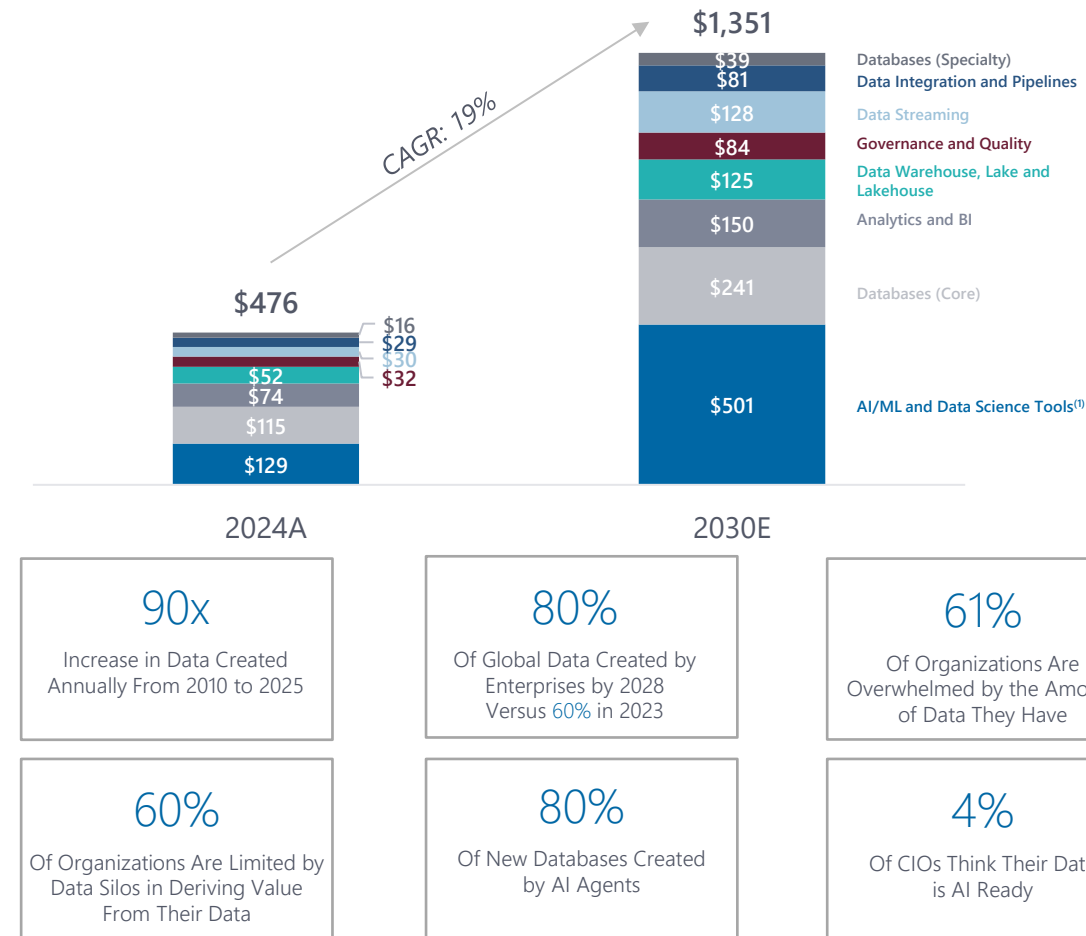 $1,351
CAGR: 19%
$39
$81
$128
$84
$125
$150
$241
$501
Databases (Specialty)
Data Integration and Pipelines
Data Streaming
Governance and Quality
Data Warehouse, Lake and
Lakehouse
Analytics and BI
Databases (Core)
AI/ML and Data Science Tools(1)
$476
$16
$29
$30
$32
$52
$74
$115
$129
2024A
2030E
90x
Increase in Data Created
Annually From 2010 to 2025
80%
Of Global Data Created by
Enterprises by 2028
Versus 60% in 2023
61%
Of Organizations Are
Overwhelmed by the
of Data They Have
60%
Of Organizations Are Limited by
Data Silos in Deriving Value
From Their Data
80%
Of New Databases Created
by AI Agents
4%
Of CIOs Think Their
is AI Ready